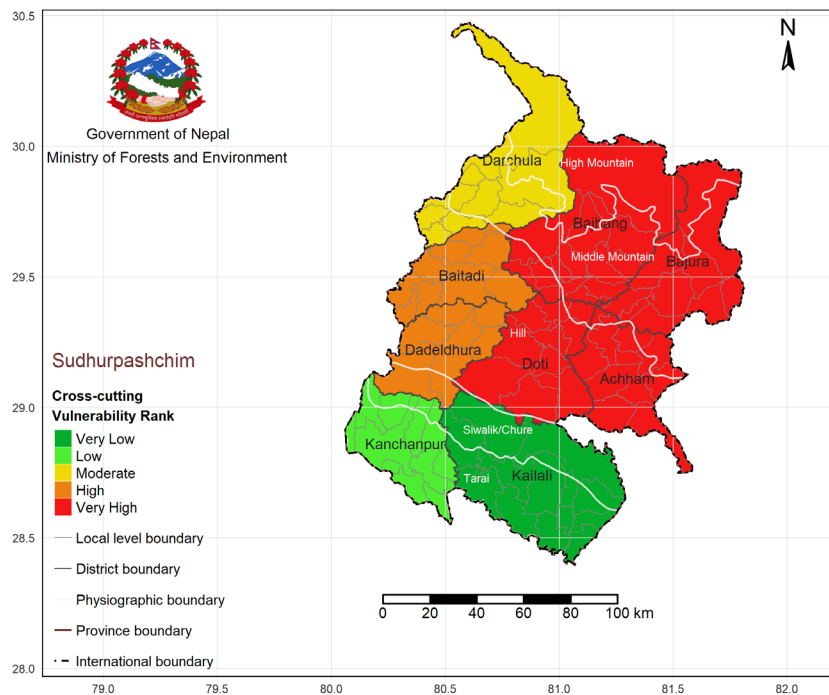 30.5
N
Government of Nepal
Ministry of Forests and Environment
30.0
Darchula
High Mountain
Bajhang
Middle Mountain
Bajura
29.5
Baitadi
Hill
Dadeldhura
Doti
Achham
Sudhurpashchim
Cross-cutting
Vulnerability Rank
Very Low
Low
Moderate
High
Very High
29.0
Siwalik/Chure
Kanchanpur
Kailali
Tarai
28.5
Local level boundary
District boundary
Physiographic boundary
Province boundary
International boundary
0 20 40 60 80 100 km
28.0
79.0 79.5 80.0 80.5 81.0 81.5 82.0